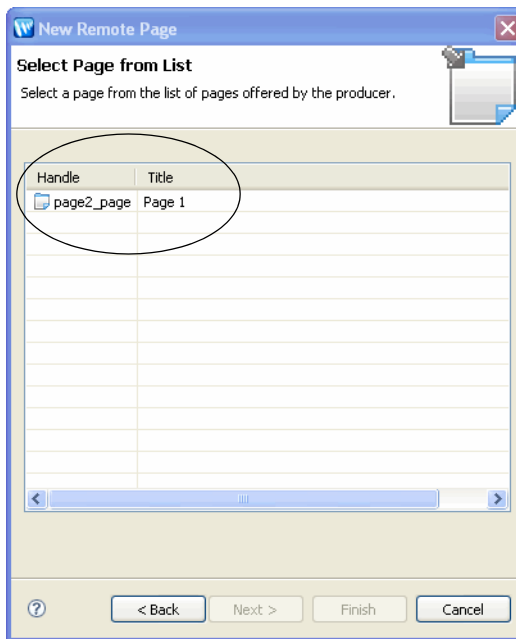 New Remote Page
Select Page from List
Select a page from the list of pages offered by the producer.
Handle Title
page2_page Page 1
< Back Next > Finish Cancel